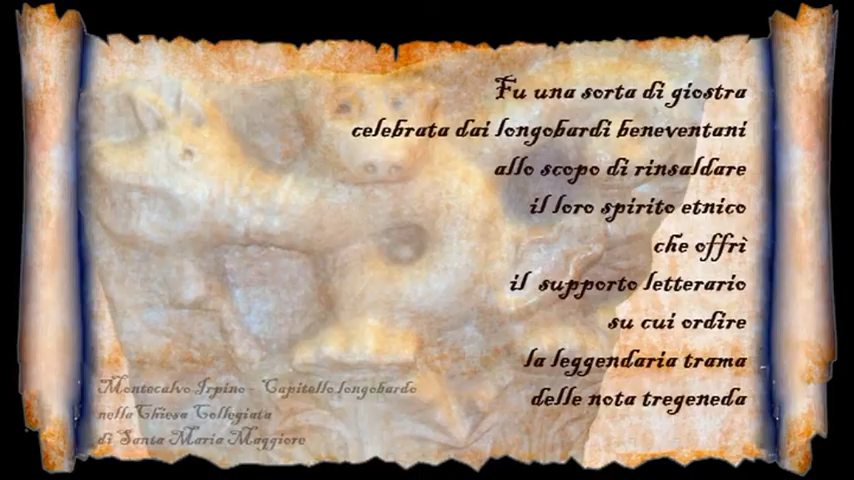 Fu una sorta di giostra
celebrata dai longobardi beneventani
allo scopo di rinsaldare
il loro spirito etnico
che offrì
il supporto letterario
su cui ordire
la leggendaria trama
delle nota tregeneda
Montecalvo Irpino - Capitello longobardo
nella Chiesa Collegiata
di Santa Maria Maggiore